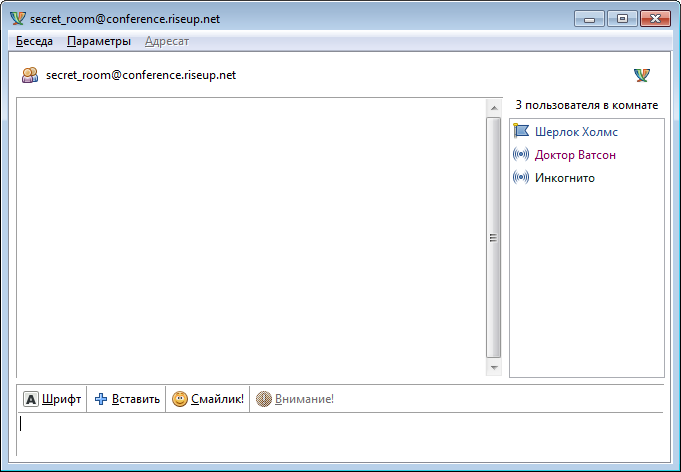 secret_room@conference.riseup.net
Беседа Параметры Адресат
secret_room@conference.riseup.net
3 пользователя в комнате
Шерлок Холмс
Доктор Ватсон
Инкогнито
A Шрифт Вставить Смайлик! Внимание!